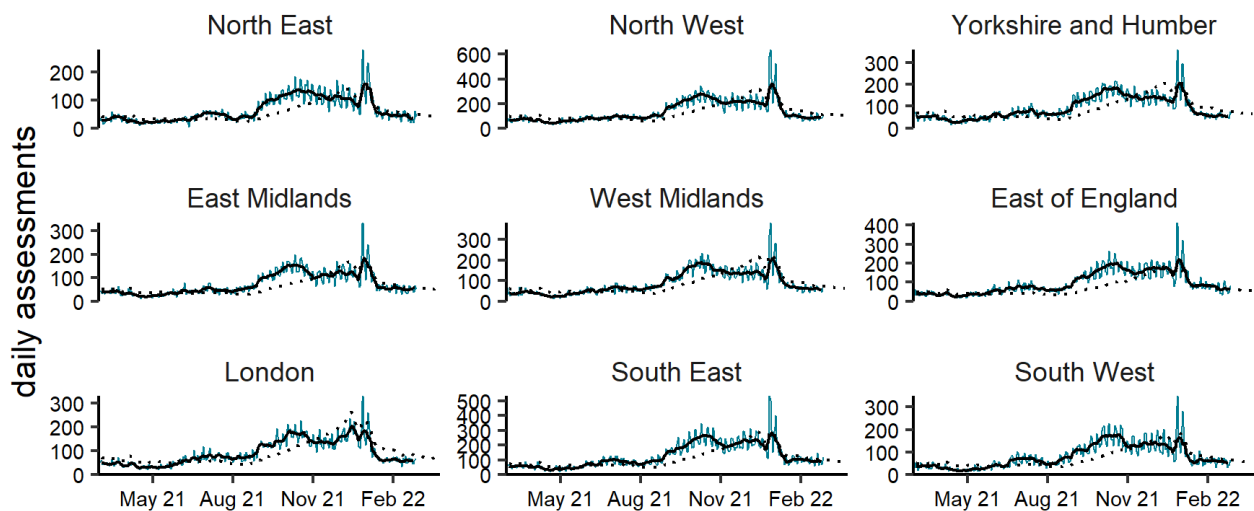 daily assessments
North East
200
100
0
North West
600
400
200
0
Yorkshire and Humber
300
200
100
0
East Midlands
300
200
100
0
West Midlands
300
200
100
0
East of England
400
300
200
100
0
London
300
200
100
0
South East
500
400
300
200
100
0
South West
300
200
100
0
May 21 Aug 21 Nov 21 Feb 22
May 21 Aug 21 Nov 21 Feb 22
May 21 Aug 21 Nov 21 Feb 22